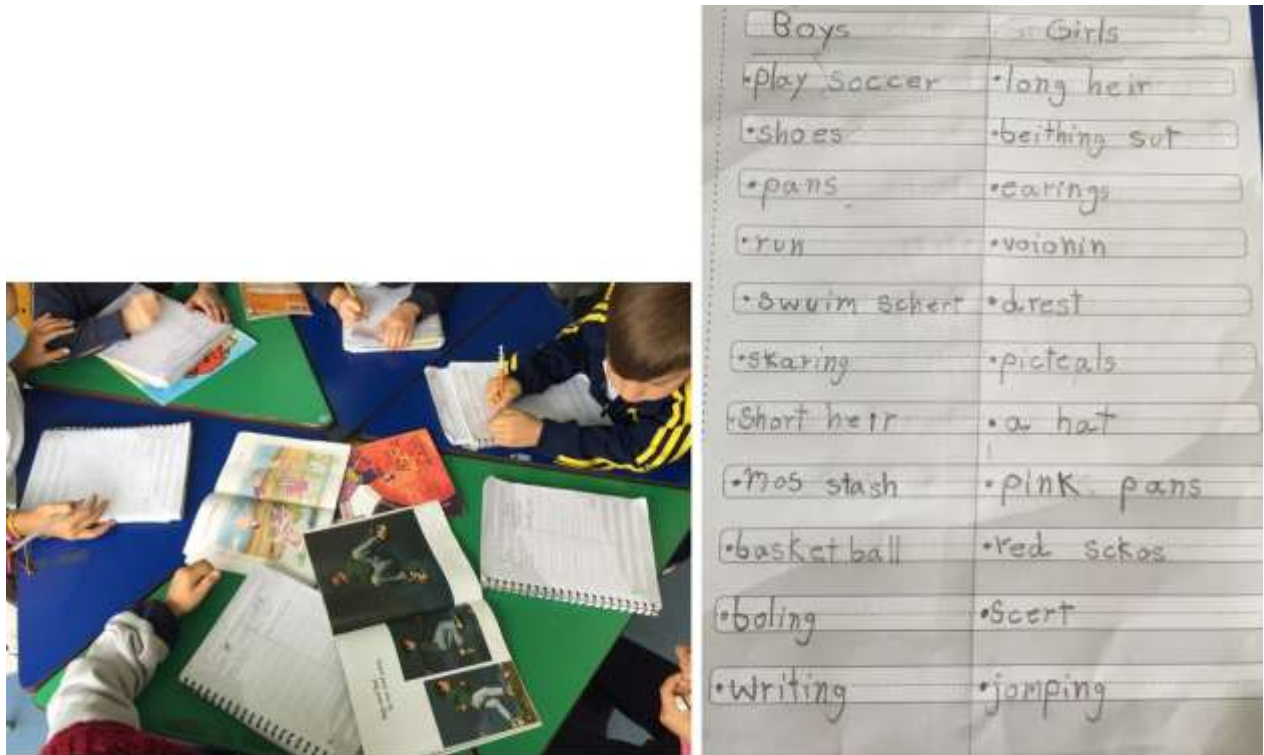 Boys Girls
•play soccer •long heir
•shoes •beithing sut
•pans •earings
•run •voionin
•swuim schert •drest
•skaring •picteals
•Short heir •a hat
•mos stash •pink pans
•basketball •red sckos
•boling •Scert
•writing •jomping